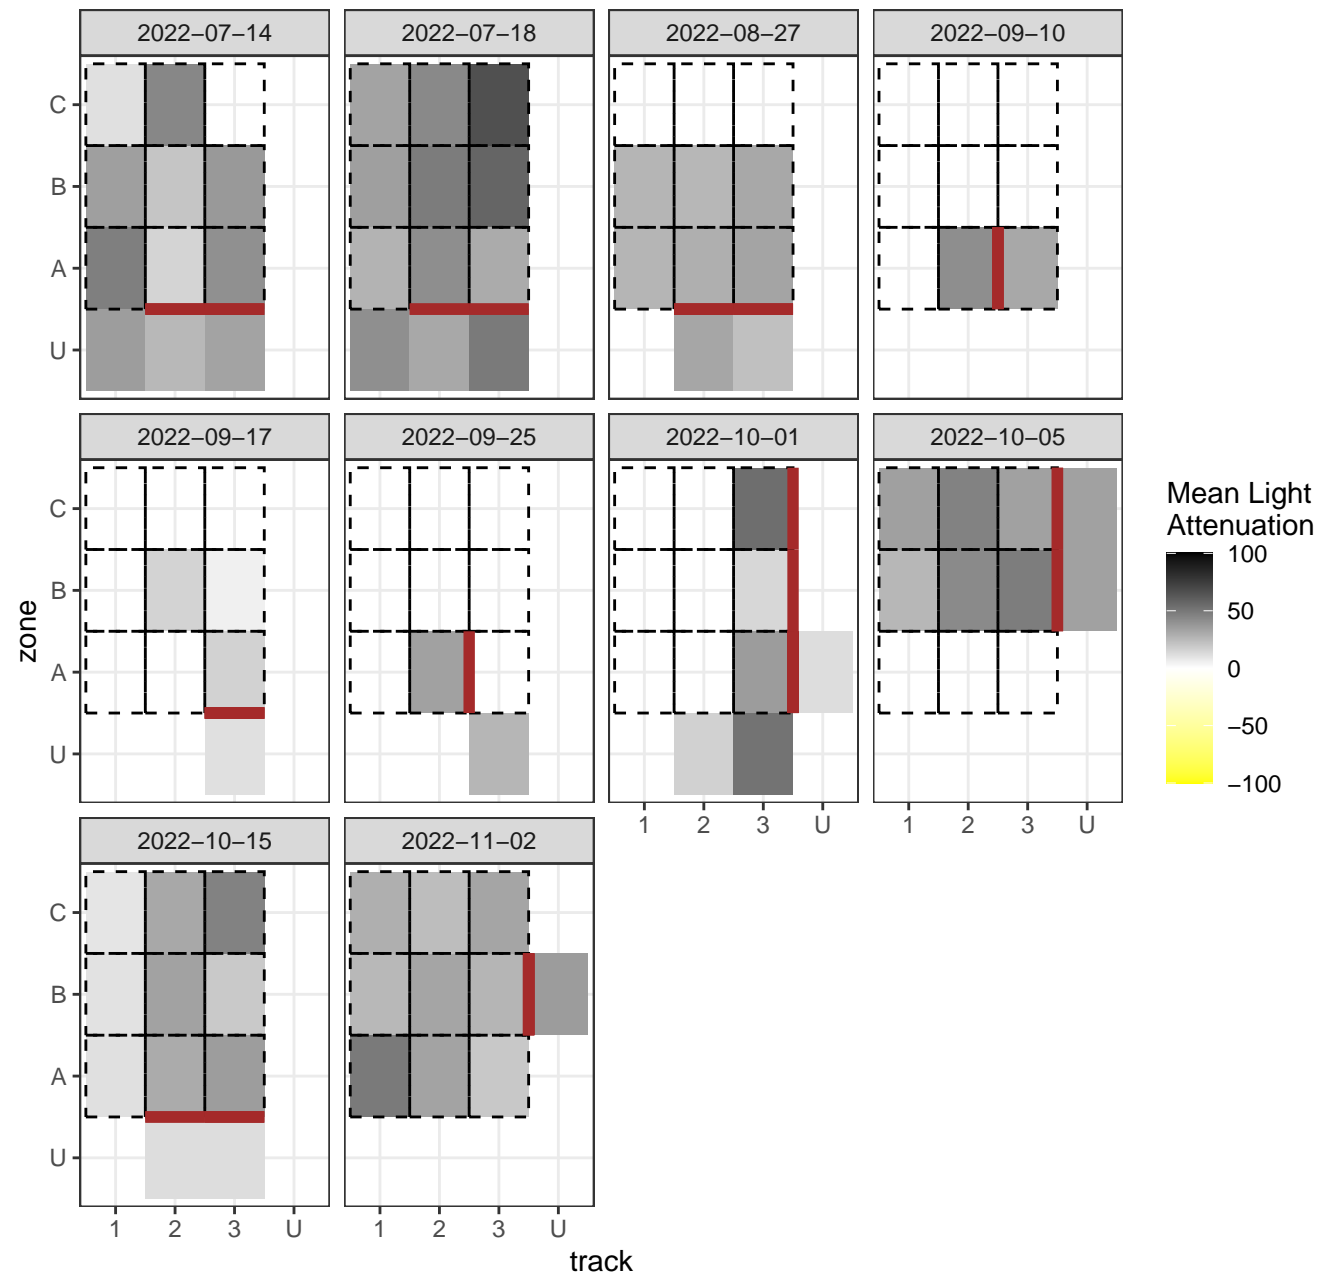 2022−07−14 2022−07−18 2022−08−27 2022−09−10
C
B
A
U
2022−09−17 2022−09−25 2022−10−01 2022−10−05
C
B
A
U
1 2 3 U 1 2 3 U
2022−10−15 2022−11−02
C
B
A
U
1 2 3 U 1 2 3 U
track
zone
Mean Light
Attenuation
100
50
0
−50
−100